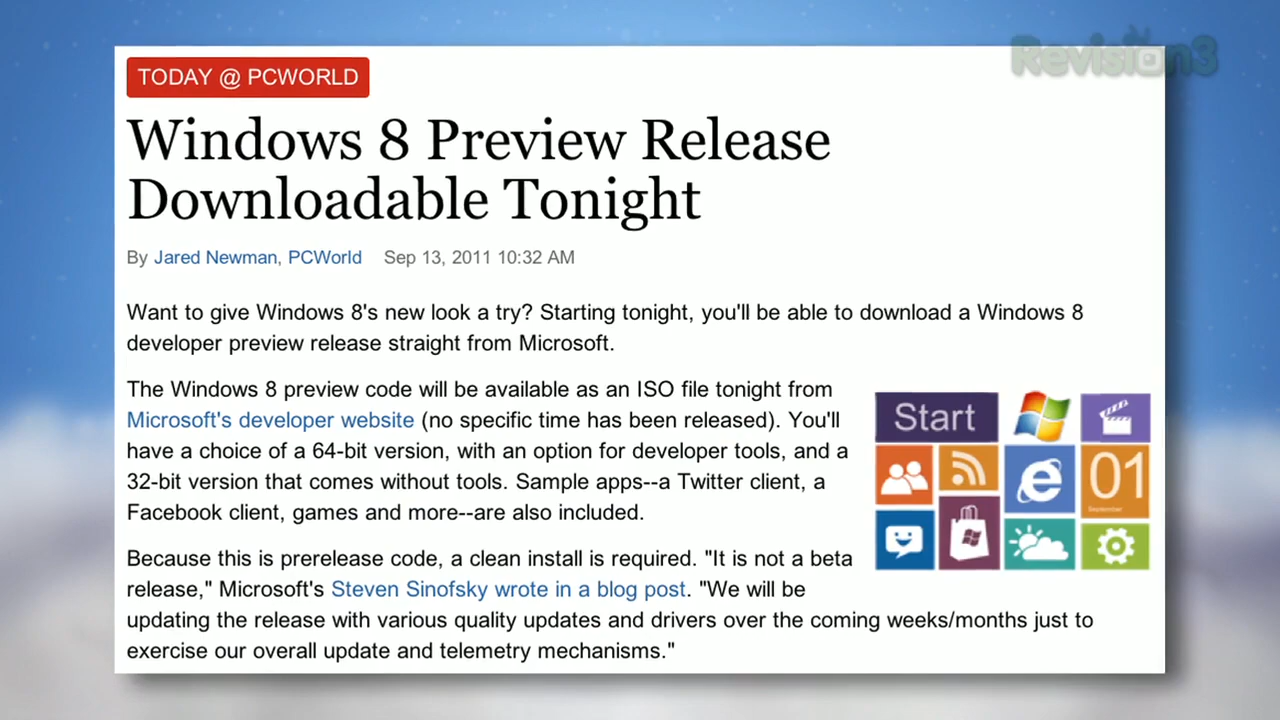 Revision3
TODAY @ PCWORLD
Windows 8 Preview Release
Downloadable Tonight
By Jared Newman, PCWorld Sep 13, 2011 10:32 AM
Want to give Windows 8's new look a try? Starting tonight, you'll be able to download a Windows 8
developer preview release straight from Microsoft.
The Windows 8 preview code will be available as an ISO file tonight from
Microsoft's developer website (no specific time has been released). You'll
have a choice of a 64-bit version, with an option for developer tools, and a
32-bit version that comes without tools. Sample apps--a Twitter client, a
Facebook client, games and more--are also included.
Start
01
September
Because this is prerelease code, a clean install is required. "It is not a beta
release," Microsoft's Steven Sinofsky wrote in a blog post. "We will be
updating the release with various quality updates and drivers over the coming weeks/months just to
exercise our overall update and telemetry mechanisms."